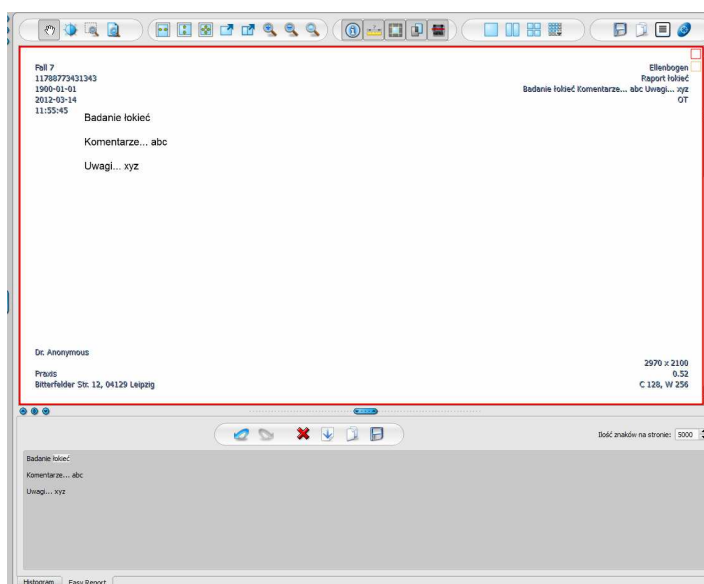 Fall 7
11788773431343
1900-01-01
2012-03-14
11:55:45
Ellenbogen
Raport łokieć
Badanie łokieć Komentarze... abc Uwagi... xyz
OT
Badanie łokieć
Komentarze... abc
Uwagi... xyz
Dr. Anonymous
Praxis
Bitterfelder Str. 12, 04129 Leipzig
2970 x 2100
0.52
C 128, W 256
Ilość znaków na stronie: 5000
Badanie łokieć
Komentarze... abc
Uwagi... xyz
Histogram Easy Report